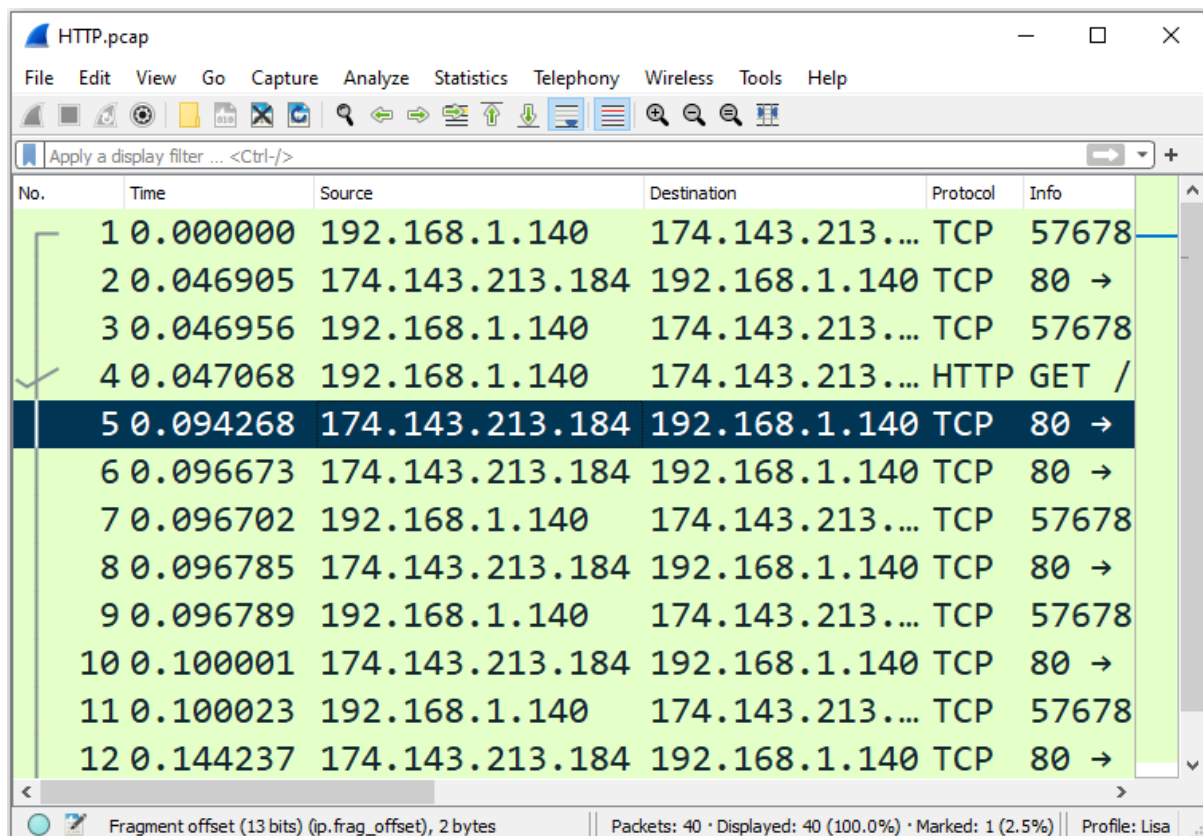 HTTP.pcap
File Edit View Go Capture Analyze Statistics Telephony Wireless Tools Help
Apply a display filter ... <Ctrl-/>
No. Time Source Destination Protocol Info
1 0.000000 192.168.1.140 174.143.213.… TCP 57678
2 0.046905 174.143.213.184 192.168.1.140 TCP 80 →
3 0.046956 192.168.1.140 174.143.213.… TCP 57678
4 0.047068 192.168.1.140 174.143.213.… HTTP GET /
5 0.094268 174.143.213.184 192.168.1.140 TCP 80 →
6 0.096673 174.143.213.184 192.168.1.140 TCP 80 →
7 0.096702 192.168.1.140 174.143.213.… TCP 57678
8 0.096785 174.143.213.184 192.168.1.140 TCP 80 →
9 0.096789 192.168.1.140 174.143.213.… TCP 57678
10 0.100001 174.143.213.184 192.168.1.140 TCP 80 →
11 0.100023 192.168.1.140 174.143.213.… TCP 57678
12 0.144237 174.143.213.184 192.168.1.140 TCP 80 →
Fragment offset (13 bits) (ip.frag_offset), 2 bytes Packets: 40 · Displayed: 40 (100.0%) · Marked: 1 (2.5%) Profile: Lisa